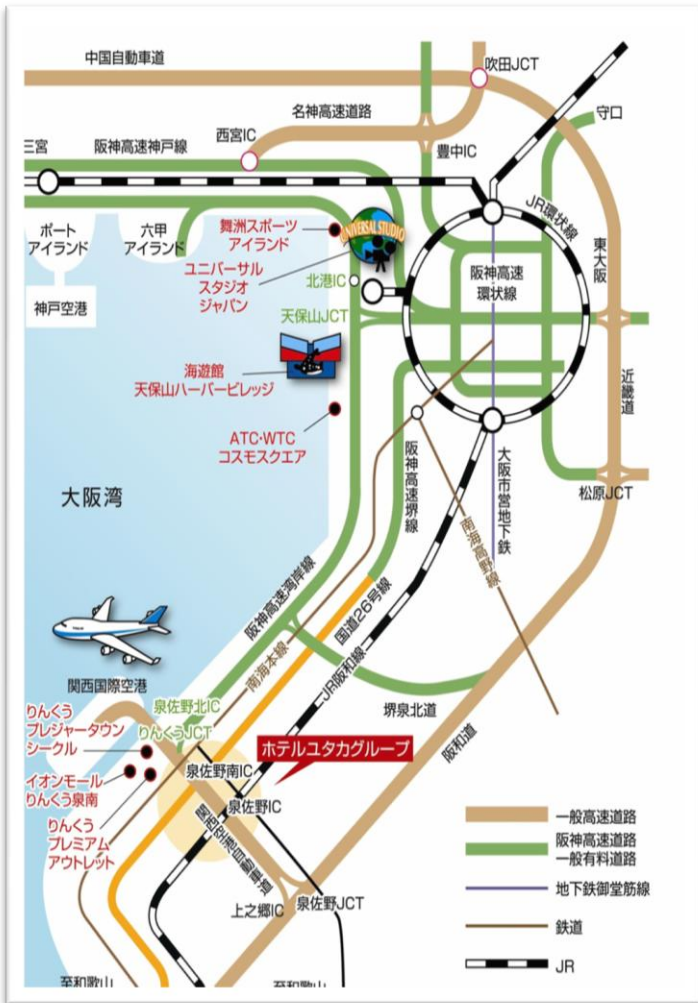 中国自動車道
吹田JCT
名神高速道路
守口
西宮IC
三宮
阪神高速神戸線
豊中IC
JR環状線
ポート
アイランド
六甲
アイランド
舞洲スポーツ
アイランド
UNIVERSAL STUDIO
東大阪
ユニバーサル
スタジオ
ジャパン
北港IC
阪神高速
環状線
神戸空港
天保山JCT
海遊館
天保山ハーバービレッジ
近畿道
ATC・WTC
コスモスクエア
阪神高速堺線
大阪市営地下鉄
松原JCT
大阪湾
南海高野線
阪神高速湾岸線
国道26号線
南海本線
JR阪和線
関西国際空港
泉佐野北IC
堺泉北道
阪和道
りんくう
プレジャータウン
シークル
りんくうJCT
ホテルユタカグループ
泉佐野南IC
イオンモール
りんくう泉南
泉佐野IC
りんくう
プレミアム
アウトレット
関西空港自動車道
上之郷IC
泉佐野JCT
一般高速道路
阪神高速道路
一般有料道路
地下鉄御堂筋線
鉄道
JR
至和歌山
至和歌山